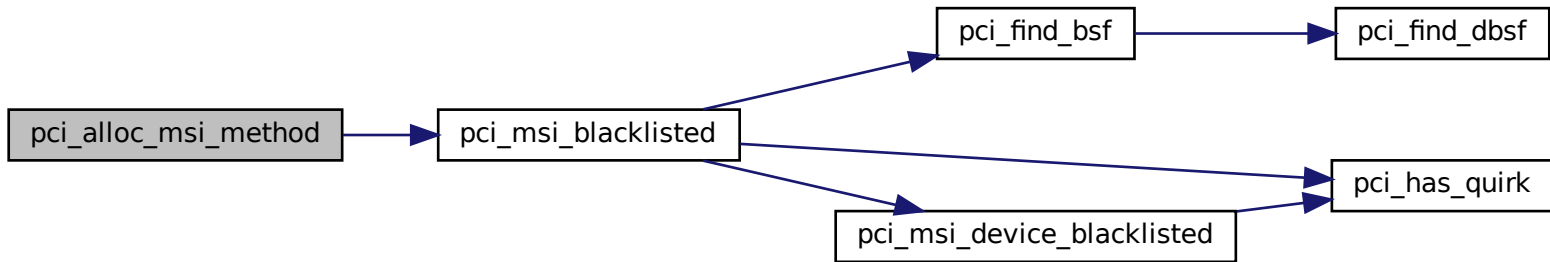 pci_find_bsf
pci_find_dbsf
pci_alloc_msi_method
pci_msi_blacklisted
pci_has_quirk
pci_msi_device_blacklisted